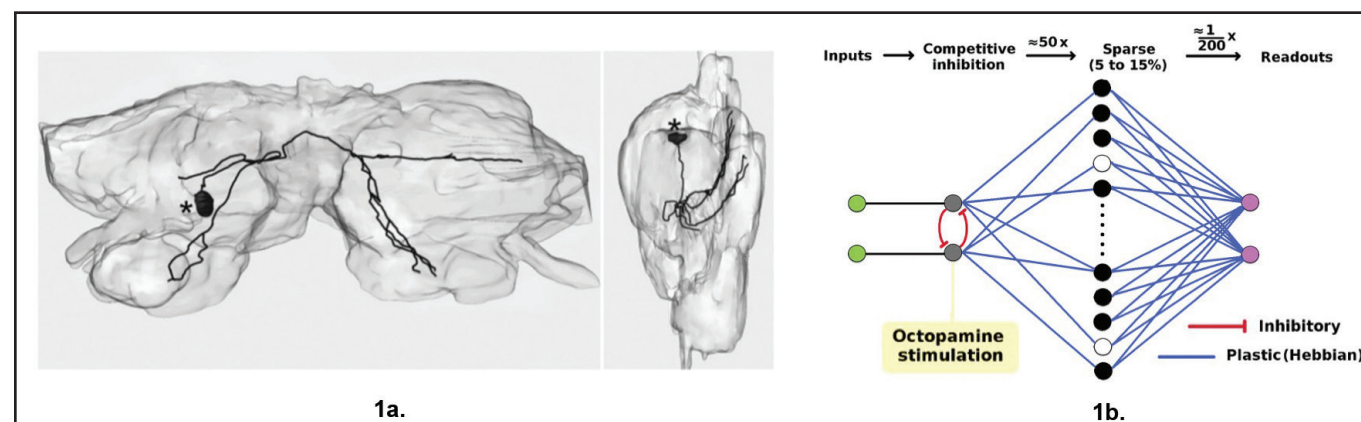 *
*
1a.
Inputs
Competitive
inhibition
≈50 x
Sparse
(5 to 15%)
≈1/200 x
Readouts
Octopamine
stimulation
Inhibitory
Plastic (Hebbian)
1b.